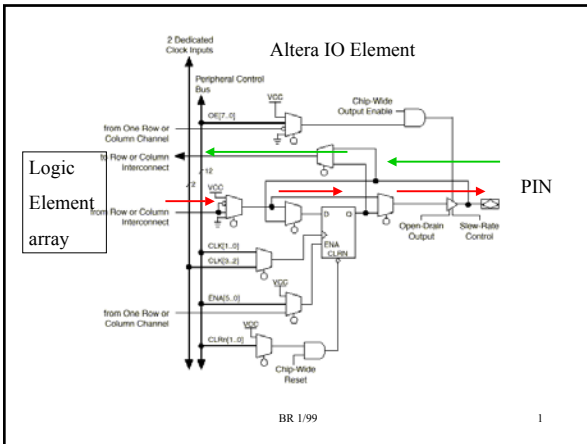 Altera IO Element
2 Dedicated
Clock Inputs
Peripheral Control
Bus
VCC
OE[7..0]
Chip-Wide
Output Enable
from One Row or
Column Channel
to Row or Column
Interconnect
Logic
Element
array
12
2
VCC
PIN
from Row or Column
Interconnect
D
Q
ENA
CLRN
Open-Drain
Output
Slew-Rate
Control
CLK[1..0]
CLK[3..2]
VCC
ENA[5..0]
from One Row or
Column Channel
VCC
CLRn[1..0]
Chip-Wide
Reset
BR 1/99
1